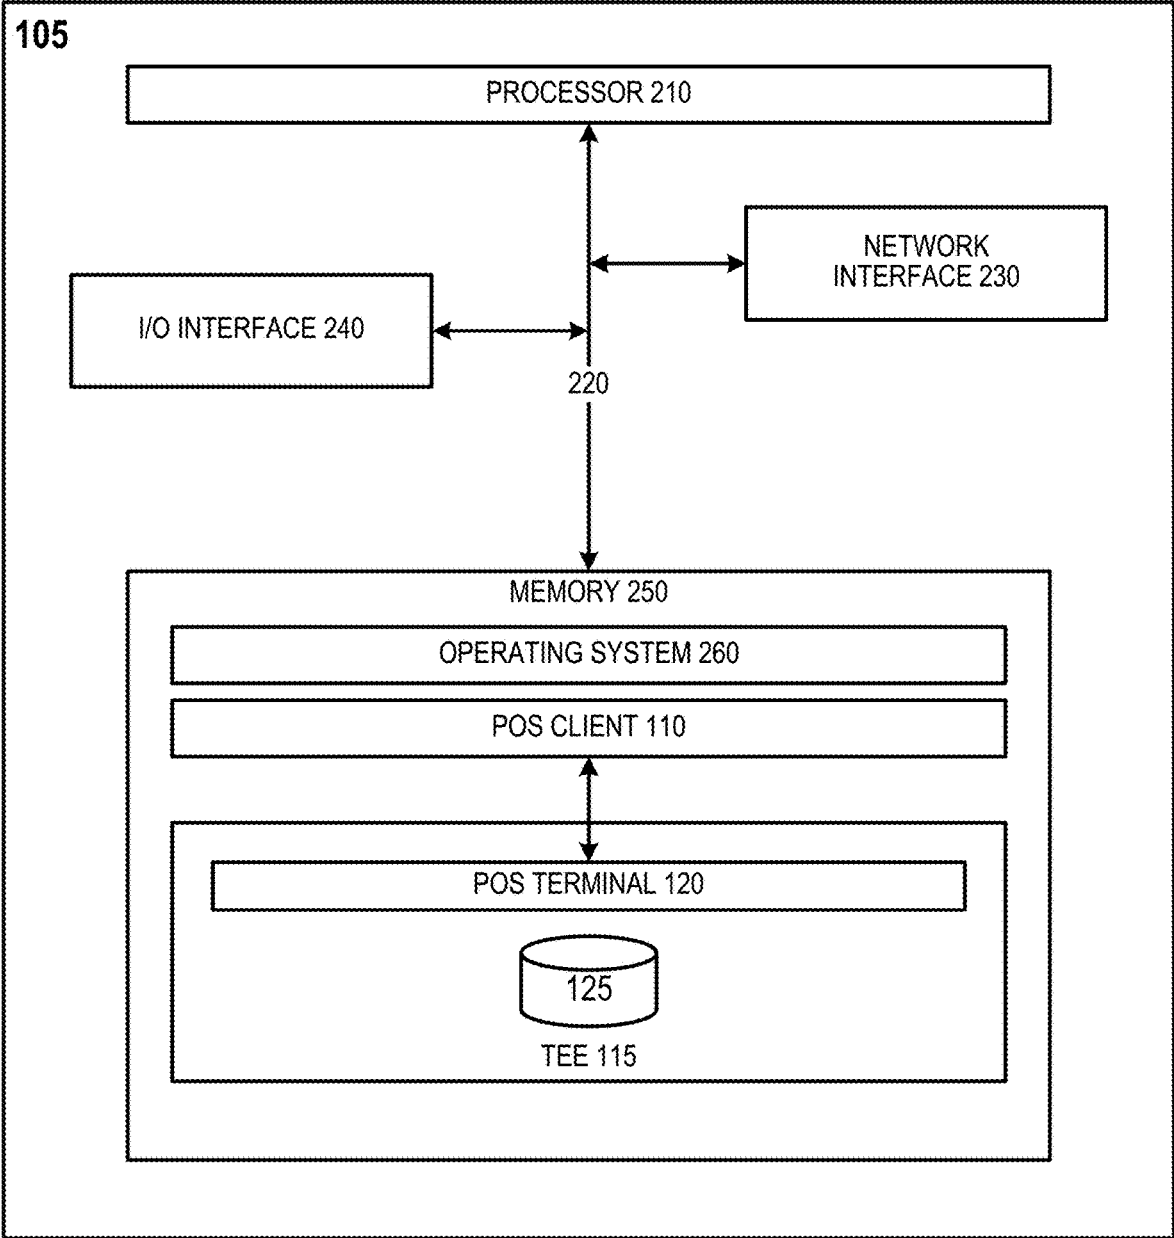 105
PROCESSOR 210
NETWORK
INTERFACE 230
I/O INTERFACE 240
220
MEMORY 250
OPERATING SYSTEM 260
POS CLIENT 110
POS TERMINAL 120
125
TEE 115